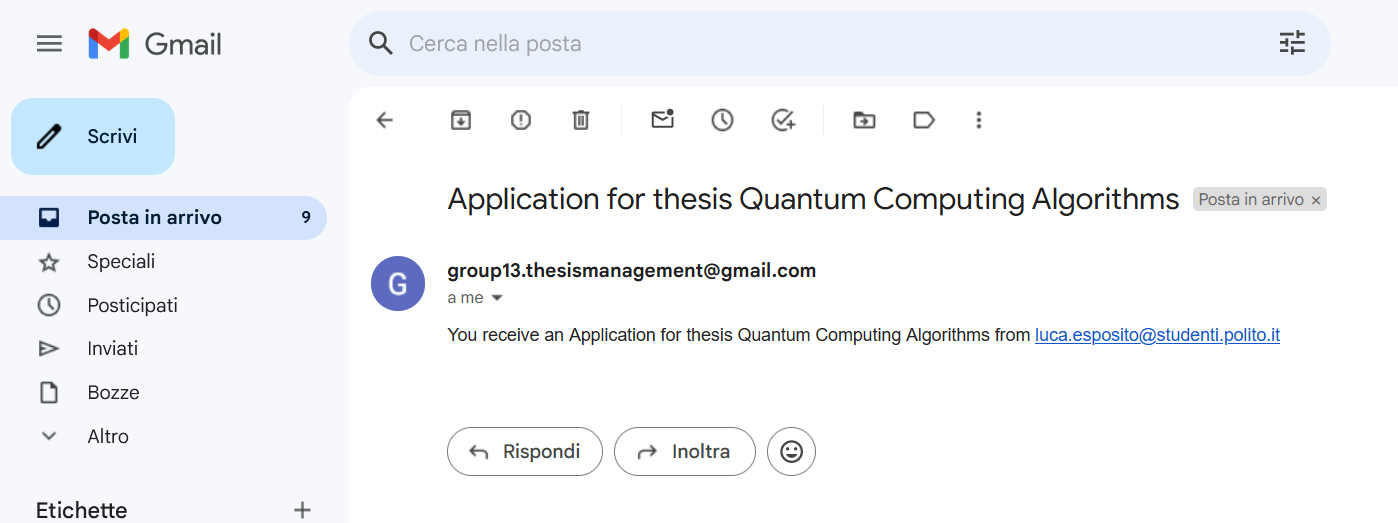 Gmail
Cerca nella posta
Scrivi
Posta in arrivo 9
Speciali
Posticipati
Inviati
Bozze
Altro
Etichette
Application for thesis Quantum Computing Algorithms Posta in arrivo ×
G
group13.thesismanagement@gmail.com
a me
You receive an Application for thesis Quantum Computing Algorithms from luca.esposito@studenti.polito.it
Rispondi Inoltra